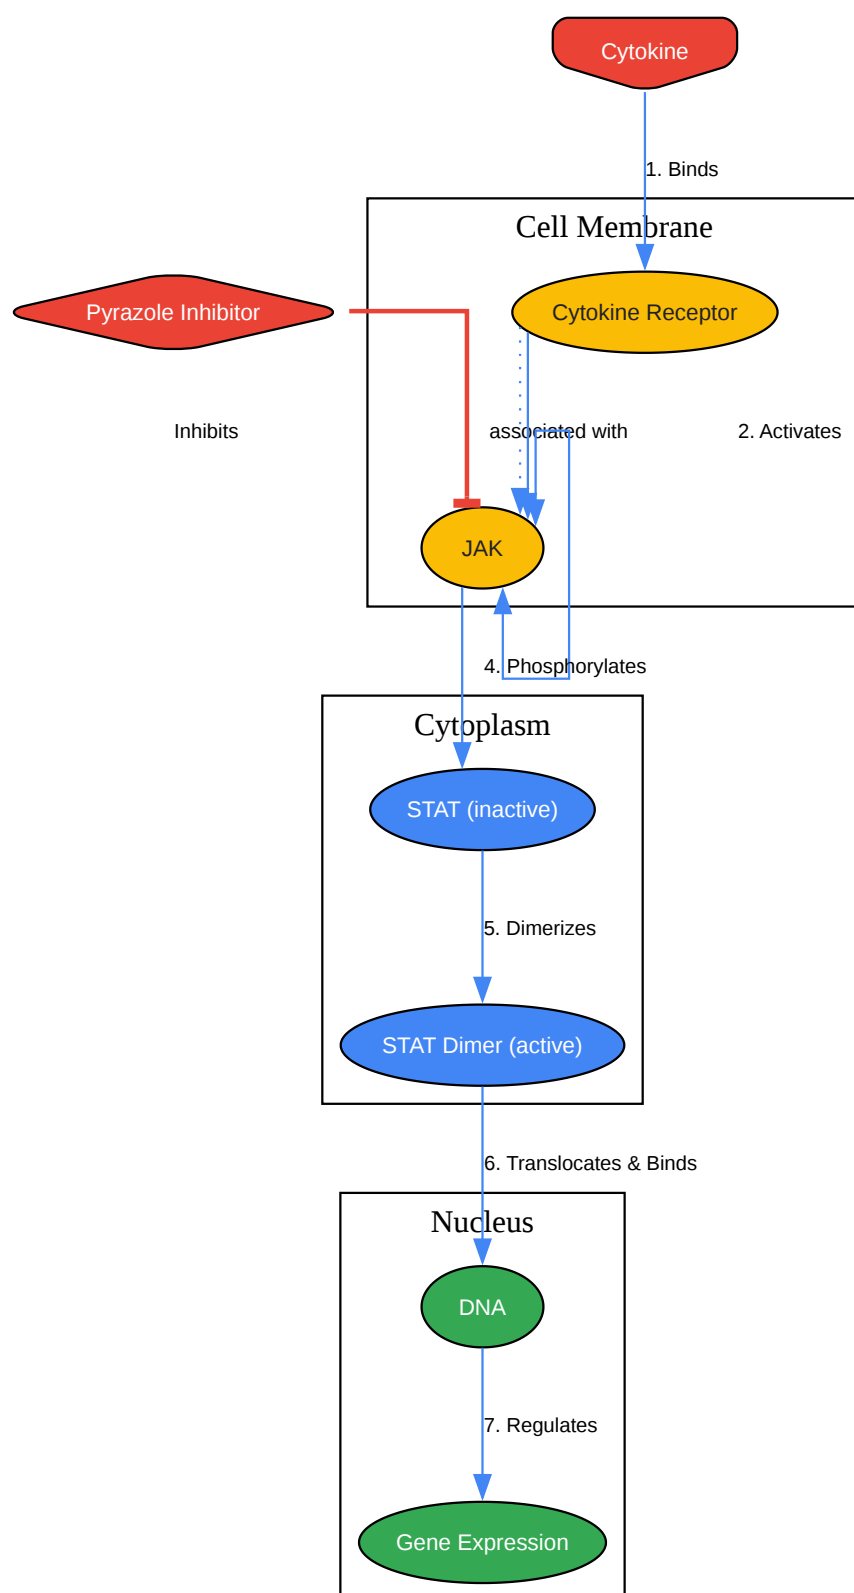 Cytokine
1. Binds
Cell Membrane
Pyrazole Inhibitor
Cytokine Receptor
Inhibits
associated with
2. Activates
JAK
4. Phosphorylates
Cytoplasm
STAT (inactive)
5. Dimerizes
STAT Dimer (active)
6. Translocates & Binds
Nucleus
DNA
7. Regulates
Gene Expression